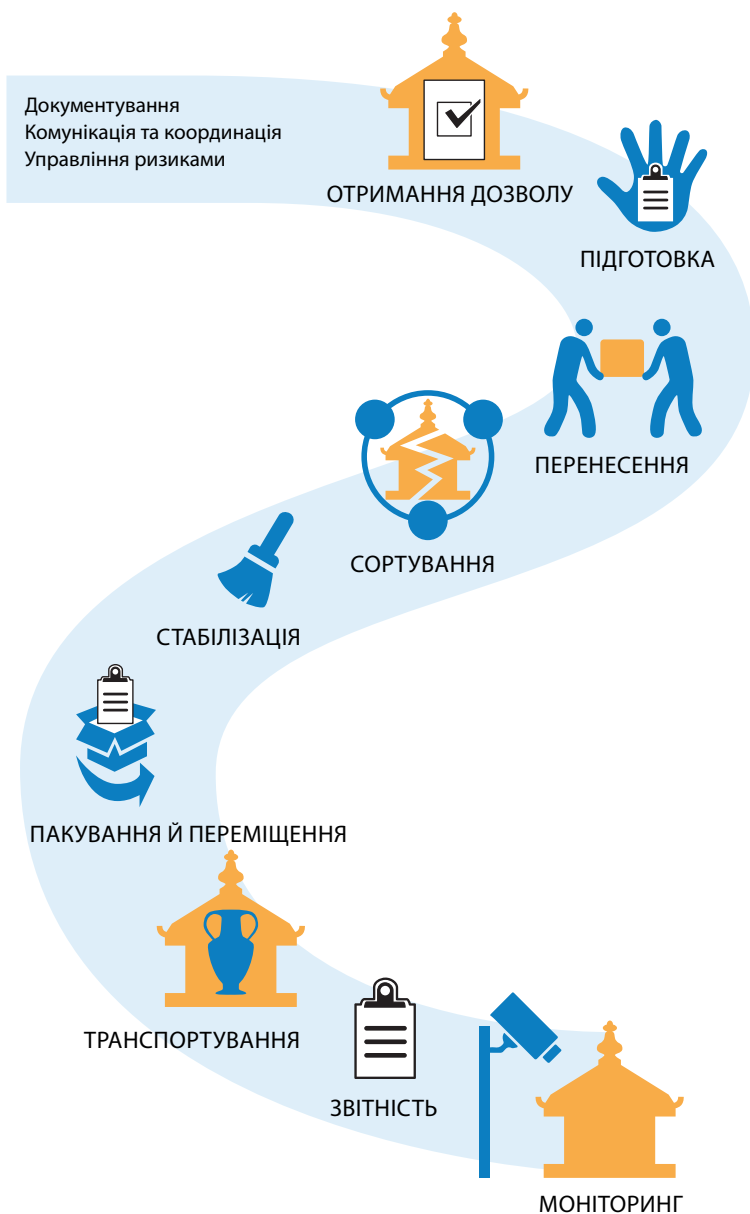 Документування
Комунікація та координація
Управління ризиками
ОТРИМАННЯ ДОЗВОЛУ
ПІДГОТОВКА
ПЕРЕНЕСЕННЯ
СОРТУВАННЯ
СТАБІЛІЗАЦІЯ
ПАКУВАННЯ Й ПЕРЕМІЩЕННЯ
ТРАНСПОРТУВАННЯ
ЗВІТНІСТЬ
МОНІТОРИНГ